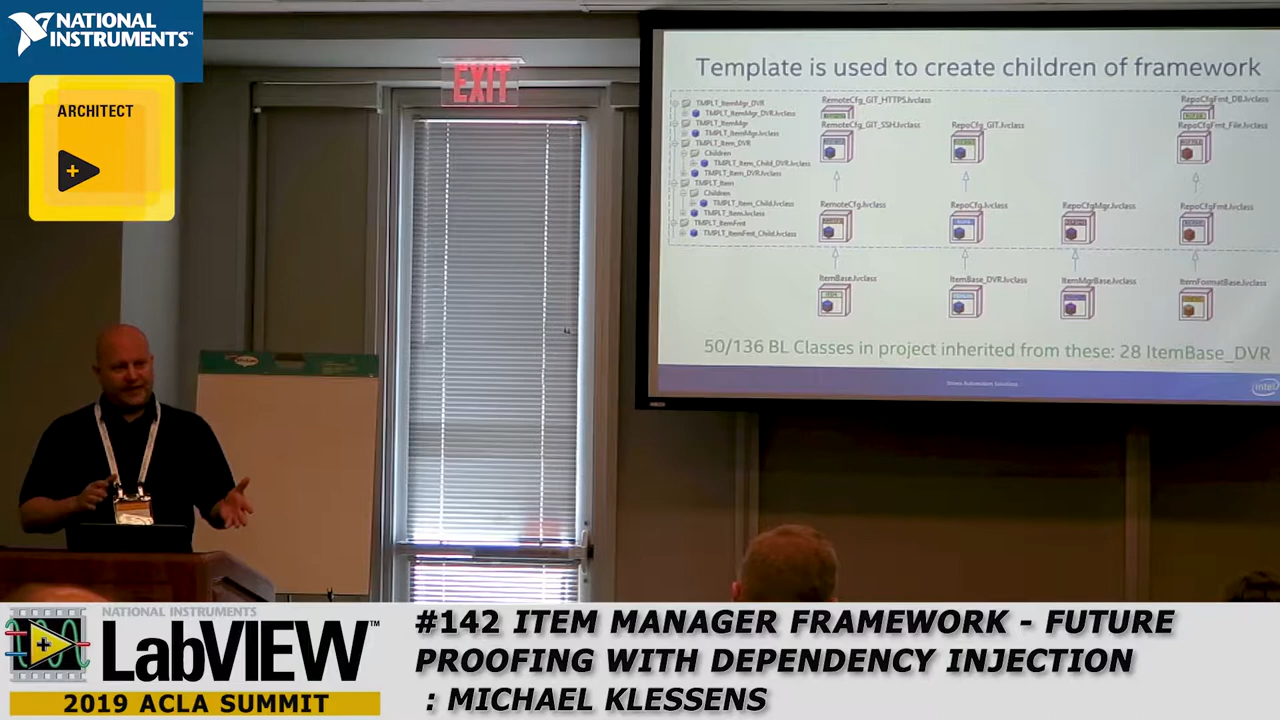 NATIONAL
INSTRUMENTS™
ARCHITECT
EXIT
Template is used to create children of framework
TMPLT_ItemMgr_DVR
TMPLT_ItemMgr_DVR.lvclass
TMPLT_ItemMgr
TMPLT_ItemMgr.lvclass
TMPLT_Item_DVR
Children
TMPLT_Item_Child_DVR.lvclass
TMPLT_Item_DVR.lvclass
TMPLT_Item
Children
TMPLT_Item_Child.lvclass
TMPLT_Item.lvclass
TMPLT_ItemFmt
TMPLT_ItemFmt_Child.lvclass
RemoteCfg_GIT_HTTPS.lvclass
RepoCfgFmt_DB.lvclass
RemoteCfg_GIT_SSH.lvclass
RepoCfg_GIT.lvclass
RepoCfgFmt_File.lvclass
RemoteCfg.lvclass
RepoCfg.lvclass
RepoCfgMgr.lvclass
RepoCfgFmt.lvclass
ItemBase.lvclass
ItemBase_DVR.lvclass
ItemMgrBase.lvclass
ItemFormatBase.lvclass
50/136 BL Classes in project inherited from these: 28 ItemBase_DVR
intel
NATIONAL INSTRUMENTS
LabVIEW™
2019 ACLA SUMMIT
#142 ITEM MANAGER FRAMEWORK - FUTURE
PROOFING WITH DEPENDENCY INJECTION
: MICHAEL KLESSENS